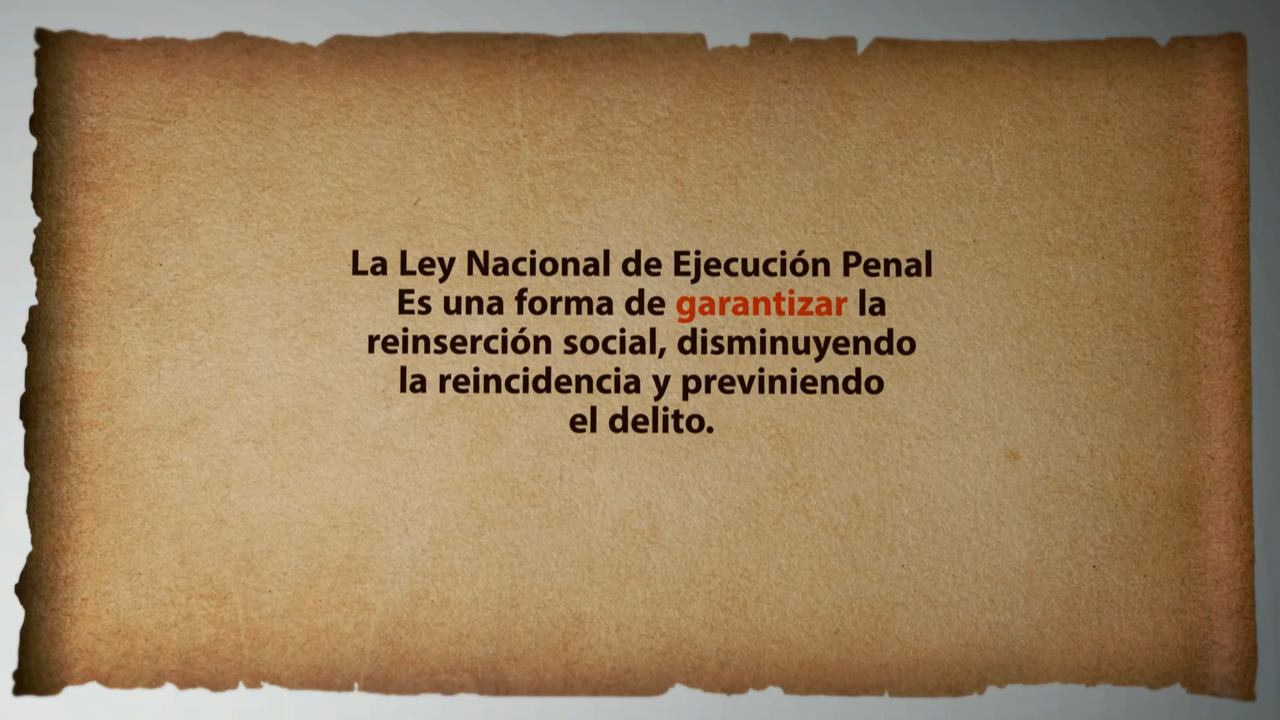 La Ley Nacional de Ejecución Penal
Es una forma de garantizar la
reinserción social, disminuyendo
la reincidencia y previniendo
el delito.